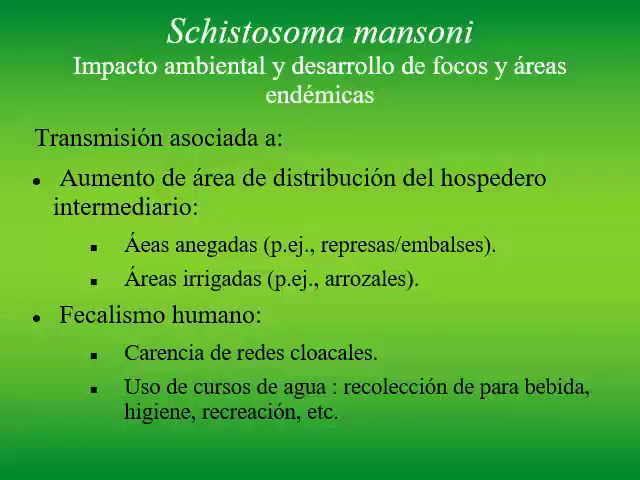 Schistosoma mansoni
Impacto ambiental y desarrollo de focos y áreas
endémicas
Transmisión asociada a:
● Aumento de área de distribución del hospedero
intermediario:
■ Áeas anegadas (p.ej., represas/embalses).
■ Áreas irrigadas (p.ej., arrozales).
● Fecalismo humano:
■ Carencia de redes cloacales.
■ Uso de cursos de agua : recolección de para bebida,
higiene, recreación, etc.